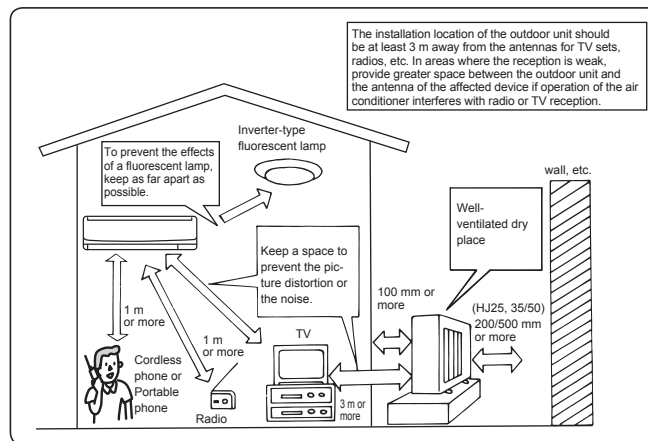 The installation location of the outdoor unit should
be at least 3 m away from the antennas for TV sets,
radios, etc. In areas where the reception is weak,
provide greater space between the outdoor unit and
the antenna of the affected device if operation of the air
conditioner interferes with radio or TV reception.
Inverter-type
fluorescent lamp
To prevent the effects
of a fluorescent lamp,
keep as far apart as
possible.
wall, etc.
Well-
ventilated dry
place
Keep a space to
prevent the pic-
ture distortion or
the noise.
100 mm or
more
(HJ25, 35/50)
200/500 mm
or more
1 m
or more
1 m
or more
TV
Cordless
phone or
Portable
phone
Radio
3 m or
more